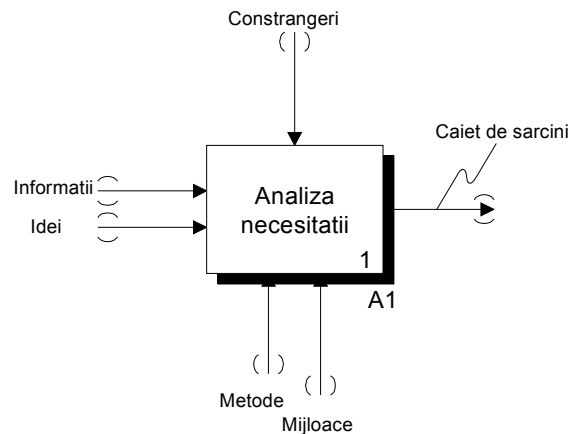 Constrangeri
Caiet de sarcini
Informatii
Idei
Analiza
necesitatii
1
A1
Metode
Mijloace